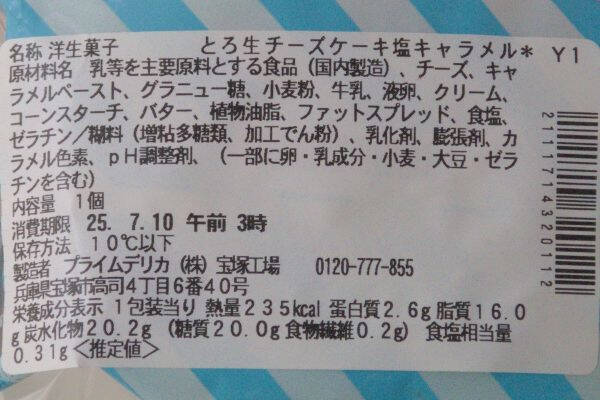 名称 洋生菓子 とろ生チーズケーキ塩キャラメル* Y1
原材料名 乳等を主要原料とする食品（国内製造）、チーズ、キャ
ラメルペースト、グラニュー糖、小麦粉、牛乳、液卵、クリーム、
コーンスターチ、バター、植物油脂、ファットスプレッド、食塩、
ゼラチン／糊料（増粘多糖類、加工でん粉）、乳化剤、膨張剤、カ
ラメル色素、pH調整剤、（一部に卵・乳成分・小麦・大豆・ゼラ
チンを含む）
内容量 1個
消費期限 25. 7.10 午前 3時
保存方法 10℃以下
製造者 プライムデリカ（株）宝塚工場 0120-777-855
兵庫県宝塚市高司4丁目6番40号
栄養成分表示 1包装当り 熱量235kcal 蛋白質2.6g 脂質16.0
g 炭水化物20.2g（糖質20.0g 食物繊維0.2g） 食塩相当量
0.31g＜推定値＞
2111714320112